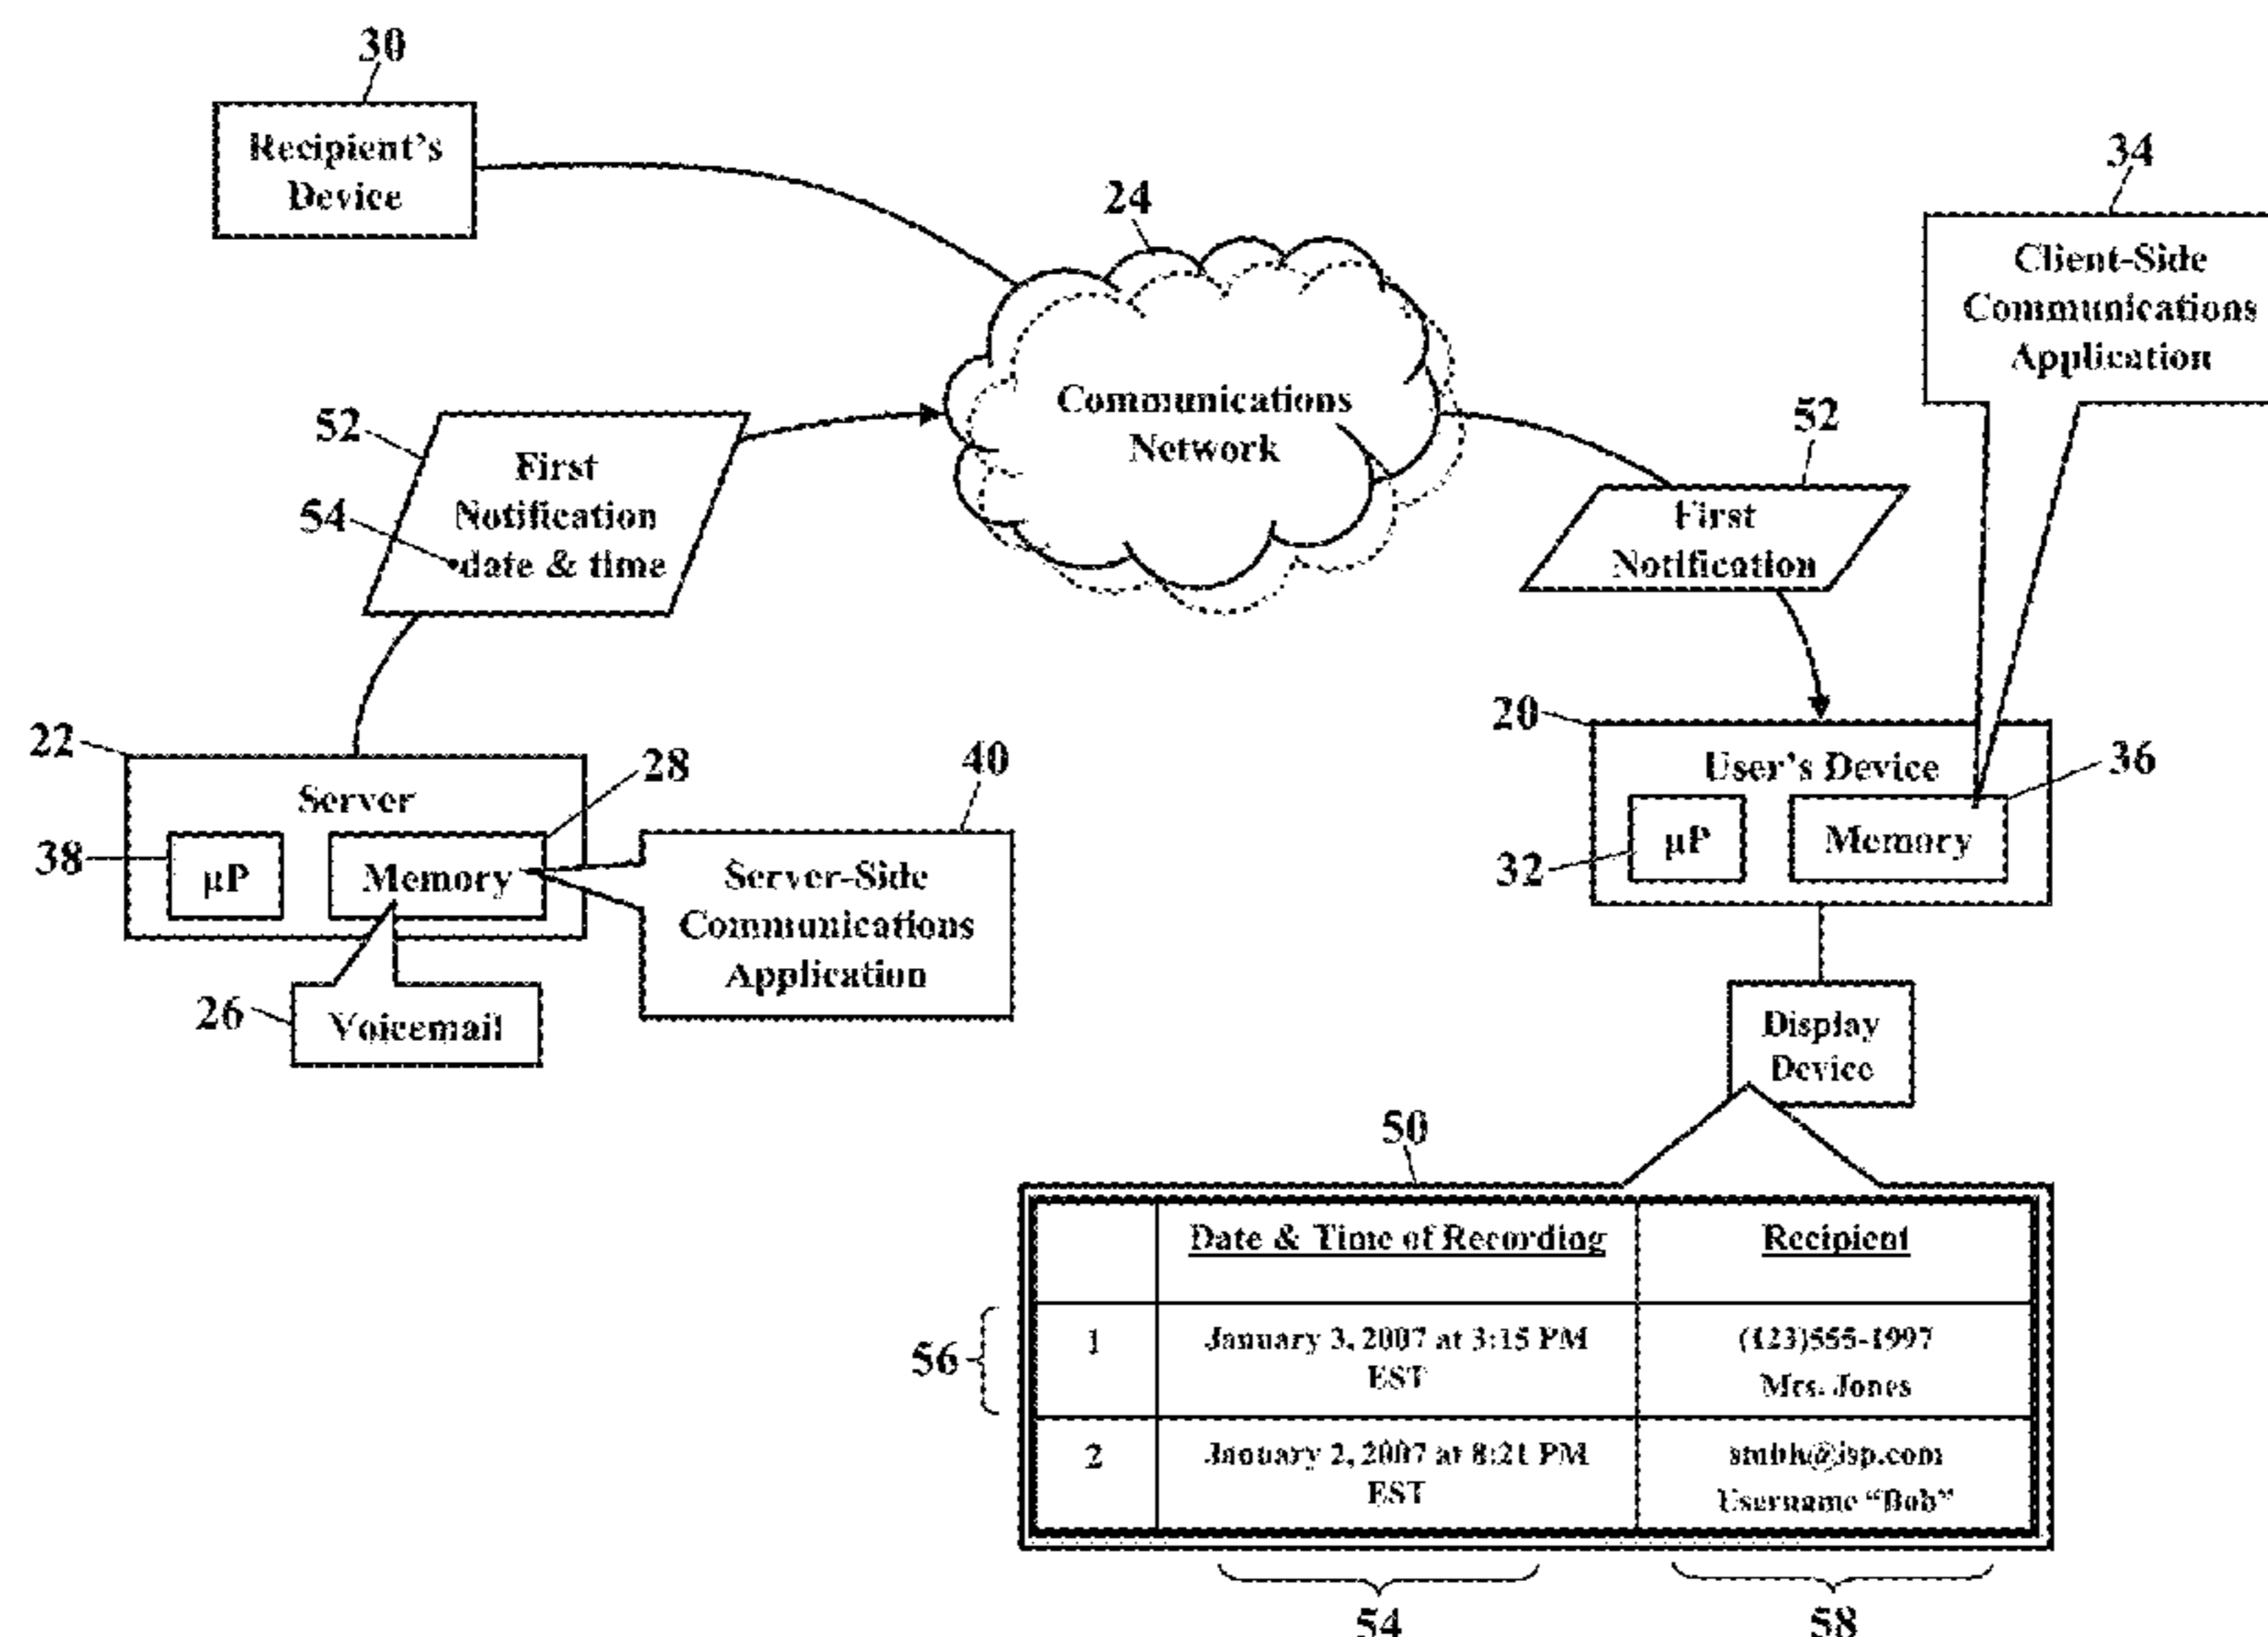 30
Recipient's
Device
34
Client-Side
Communications
Application
24
Communications
Network
52
First
Notification
54
•date & time
52
First
Notification
22
Server
28
38
µP
Memory
40
Server-Side
Communications
Application
26
Voicemail
20
User's Device
36
32
µP
Memory
Display
Device
50
Date & Time of Recording
Recipient
56
1
January 3, 2007 at 3:15 PM
EST
(123)555-1997
Mrs. Jones
2
January 2, 2007 at 8:21 PM
EST
Username “Bob”
54
58